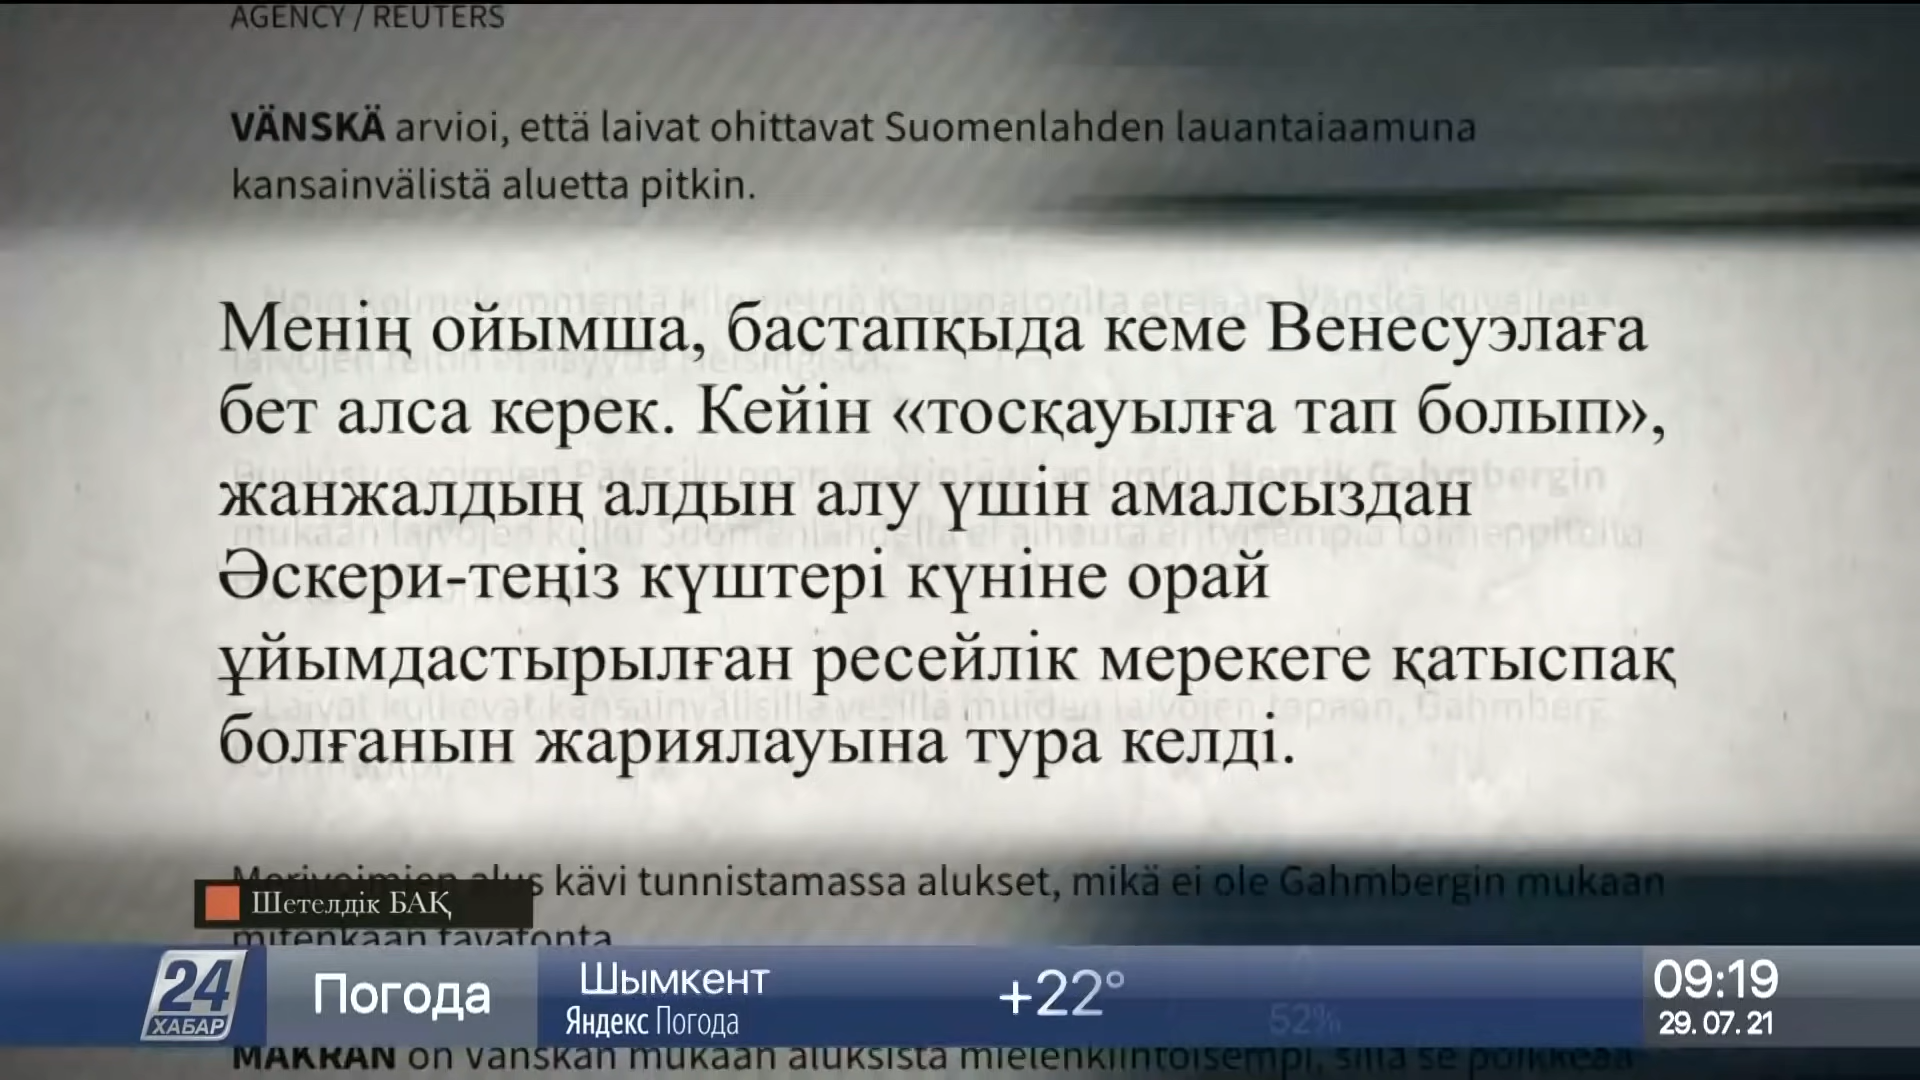 AGENCY / REUTERS
VÄNSKÄ arvioi, että laivat ohittavat Suomenlahden lauantaiaamuna
kansainvälistä aluetta pitkin.
Менің ойымша, бастапқыда кеме Венесуэлаға
бет алса керек. Кейін «тосқауылға тап болып»,
жанжалдың алдын алу үшін амалсыздан
Әскери-теңіз күштері күніне орай
ұйымдастырылған ресейлік мерекеге қатыспақ
болғанын жариялауына тура келді.
Merivoimien alus kävi tunnistamassa alukset, mikä ei ole Gahmbergin mukaan
Шетелдік БАҚ
mitenkään tavatonta
24
ХАБАР
Погода
Шымкент
Яндекс Погода
+22°
52%
09:19
29. 07. 21
MAKRAN on Vänskän mukaan aluksista mielenkiintoisempi, sillä se poikkeaa